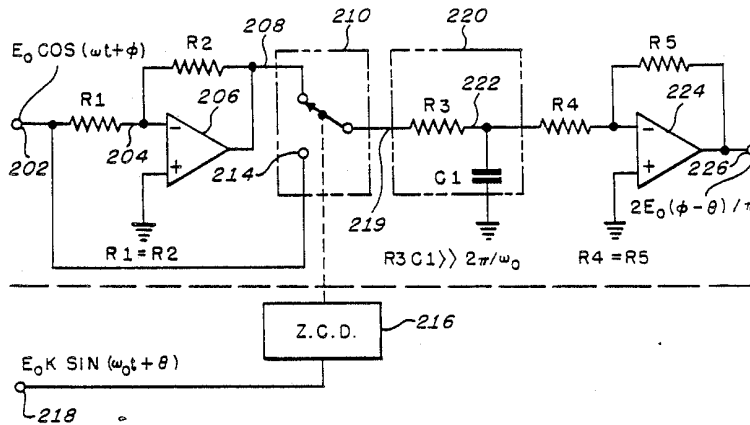 E₀ COS (ωt+ϕ)
R2
208
210
220
R1
206
R3
222
R4
R5
224
202
204
−
+
214
219
C1
−
+
226
2E₀(ϕ-θ)/π
R1=R2
R3C1>>2π/ω₀
R4=R5
Z.C.D.
216
E₀K SIN (ω₀t+θ)
218